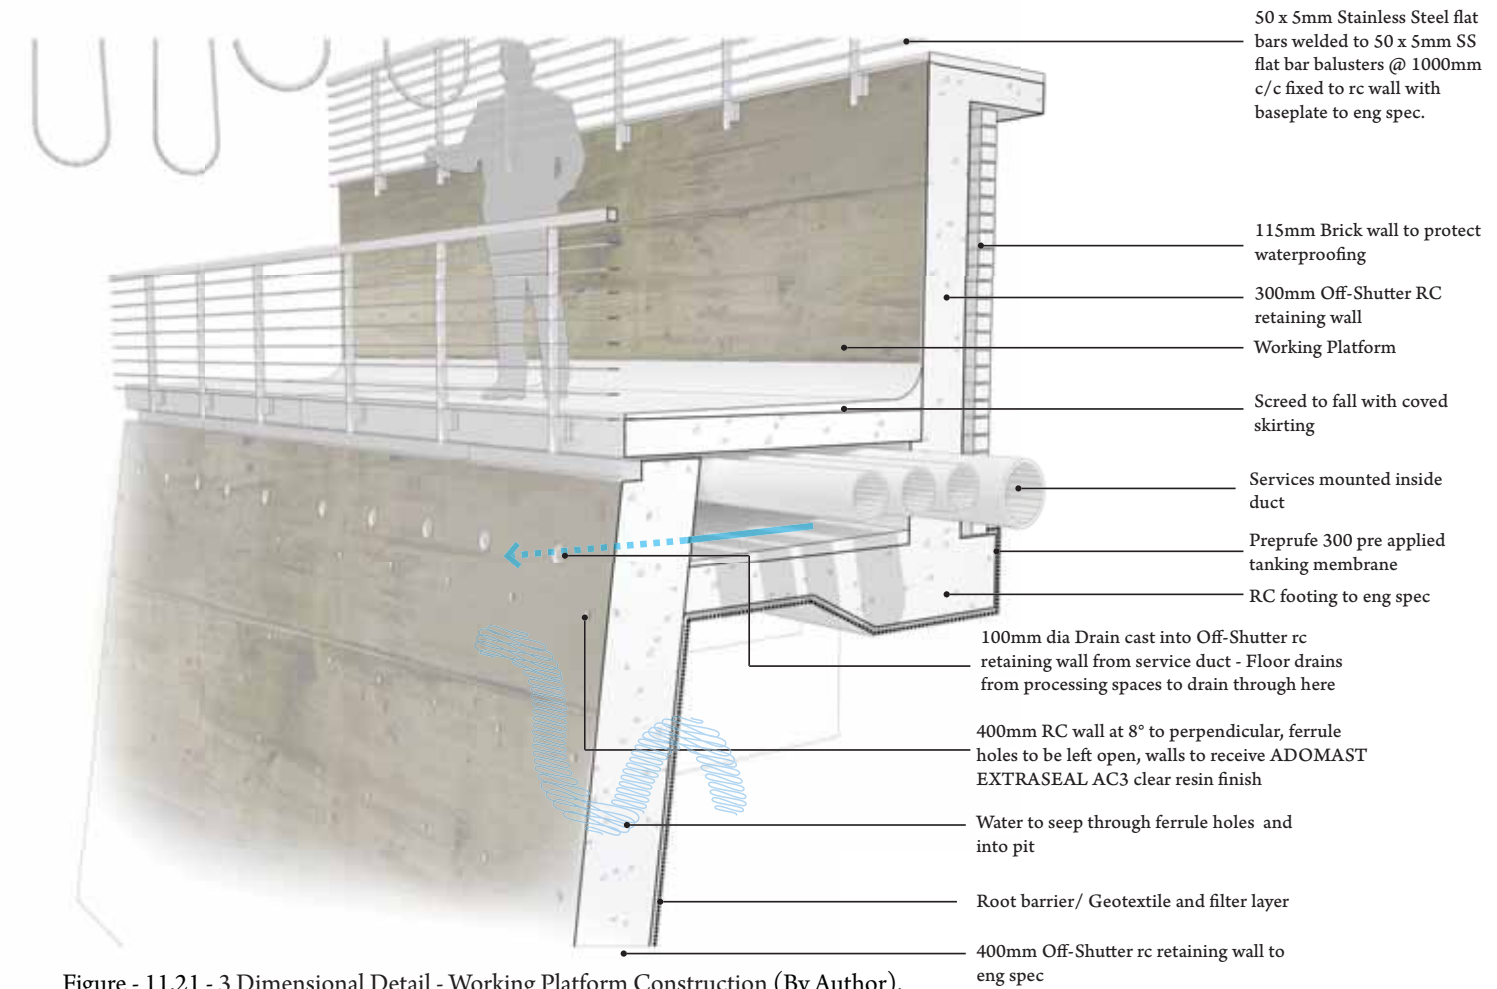 50 x 5mm Stainless Steel flat
bars welded to 50 x 5mm SS
flat bar balusters @ 1000mm
c/c fixed to rc wall with
baseplate to eng spec.
115mm Brick wall to protect
waterproofing
300mm Off-Shutter RC
retaining wall
Working Platform
Screed to fall with coved
skirting
Services mounted inside
duct
Preprufe 300 pre applied
tanking membrane
RC footing to eng spec
100mm dia Drain cast into Off-Shutter rc
retaining wall from service duct - Floor drains
from processing spaces to drain through here
400mm RC wall at 8° to perpendicular, ferrule
holes to be left open, walls to receive ADOMAST
EXTRASEAL AC3 clear resin finish
Water to seep through ferrule holes and
into pit
Root barrier/ Geotextile and filter layer
400mm Off-Shutter rc retaining wall to
eng spec
Figure - 11.21 - 3 Dimensional Detail - Working Platform Construction (By Author).